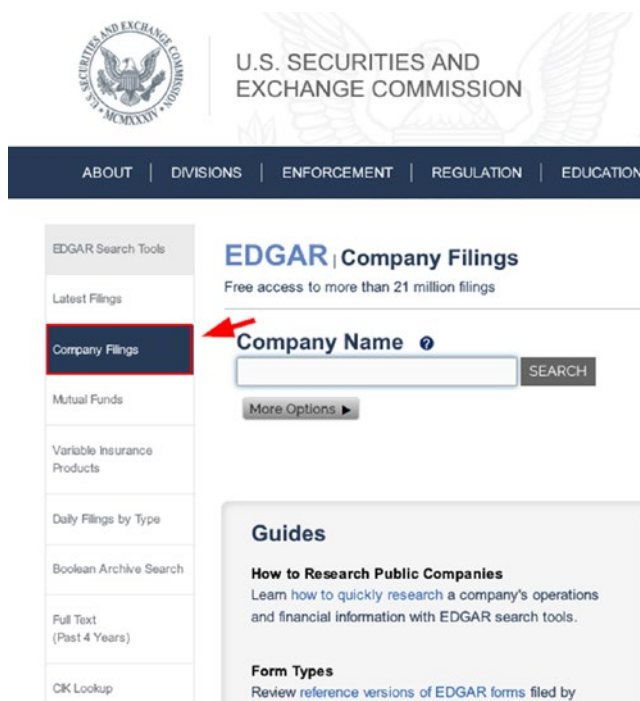 AND EXCHANGE
MCMXXXIV
U.S. SECURITIES AND
EXCHANGE COMMISSION
ABOUT | DIVISIONS | ENFORCEMENT | REGULATION | EDUCATION
EDGAR Search Tools
Latest Filings
Company Filings
Mutual Funds
Variable Insurance
Products
Daily Filings by Type
Boolean Archive Search
Full Text
(Past 4 Years)
CIK Lookup
EDGAR | Company Filings
Free access to more than 21 million filings
Company Name ?
SEARCH
More Options ▶
Guides
How to Research Public Companies
Learn how to quickly research a company's operations
and financial information with EDGAR search tools.
Form Types
Review reference versions of EDGAR forms filed by